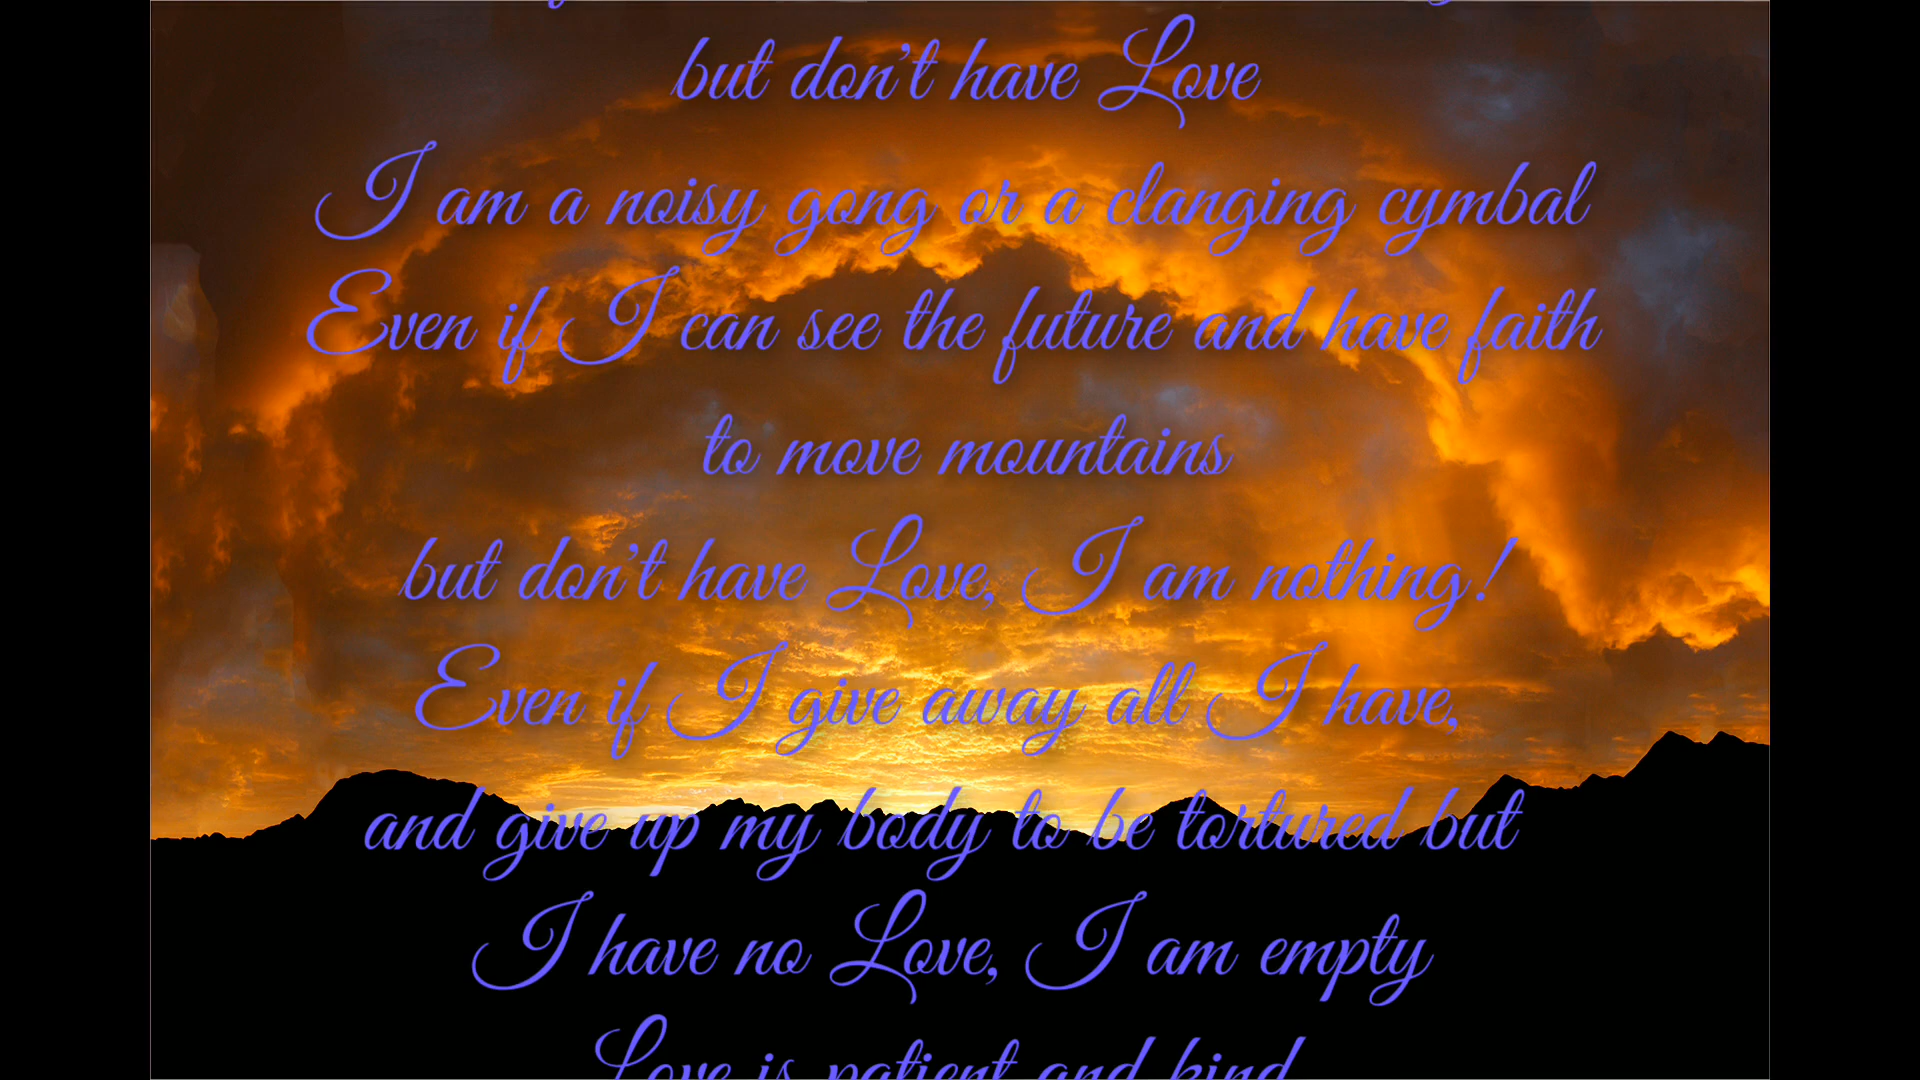 but don't have Love
I am a noisy gong or a clanging cymbal
Even if I can see the future and have faith
to move mountains
but don't have Love, I am nothing!
Even if I give away all I have,
and give up my body to be tortured but
I have no Love, I am empty
Love is patient and kind